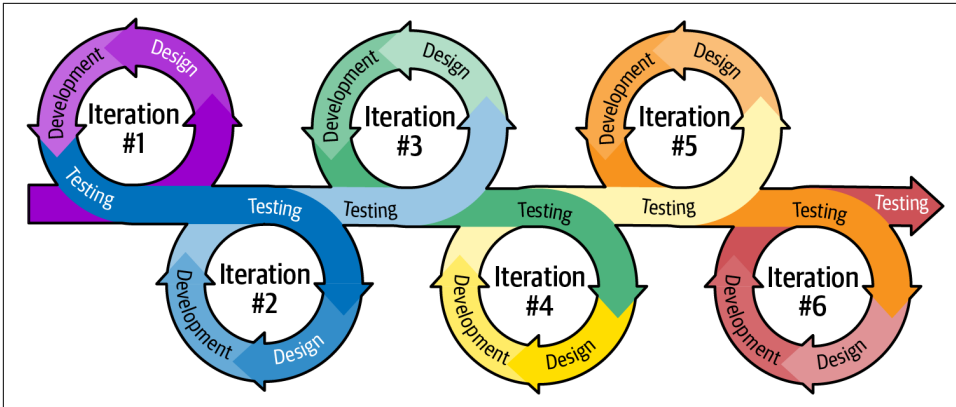 Development
Design
Iteration
#1
Testing
Development
Design
Iteration
#3
Testing
Development
Design
Iteration
#5
Testing
Testing
Testing
Testing
Testing
Iteration
#2
Development
Design
Iteration
#4
Development
Design
Iteration
#6
Development
Design